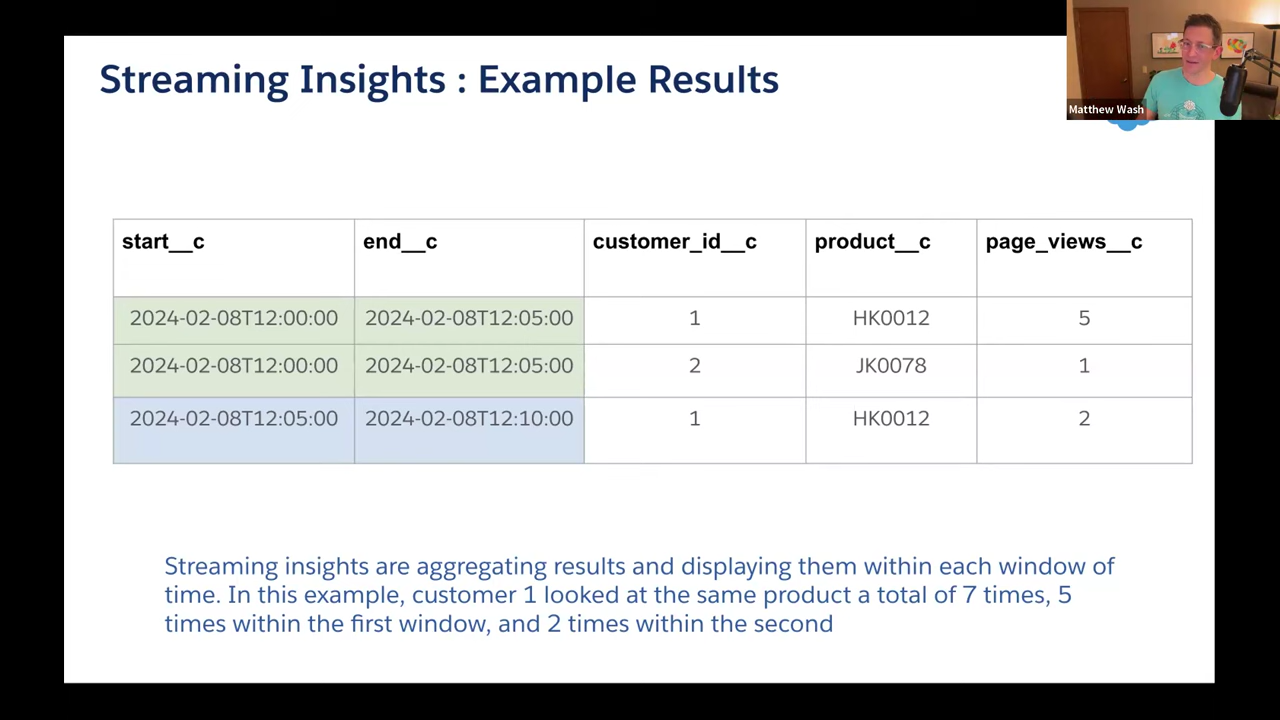 Streaming Insights : Example Results
Matthew Wash
start__c end__c customer_id__c product__c page_views__c
2024-02-08T12:00:00 2024-02-08T12:05:00 1 HK0012 5
2024-02-08T12:00:00 2024-02-08T12:05:00 2 JK0078 1
2024-02-08T12:05:00 2024-02-08T12:10:00 1 HK0012 2
Streaming insights are aggregating results and displaying them within each window of
time. In this example, customer 1 looked at the same product a total of 7 times, 5
times within the first window, and 2 times within the second